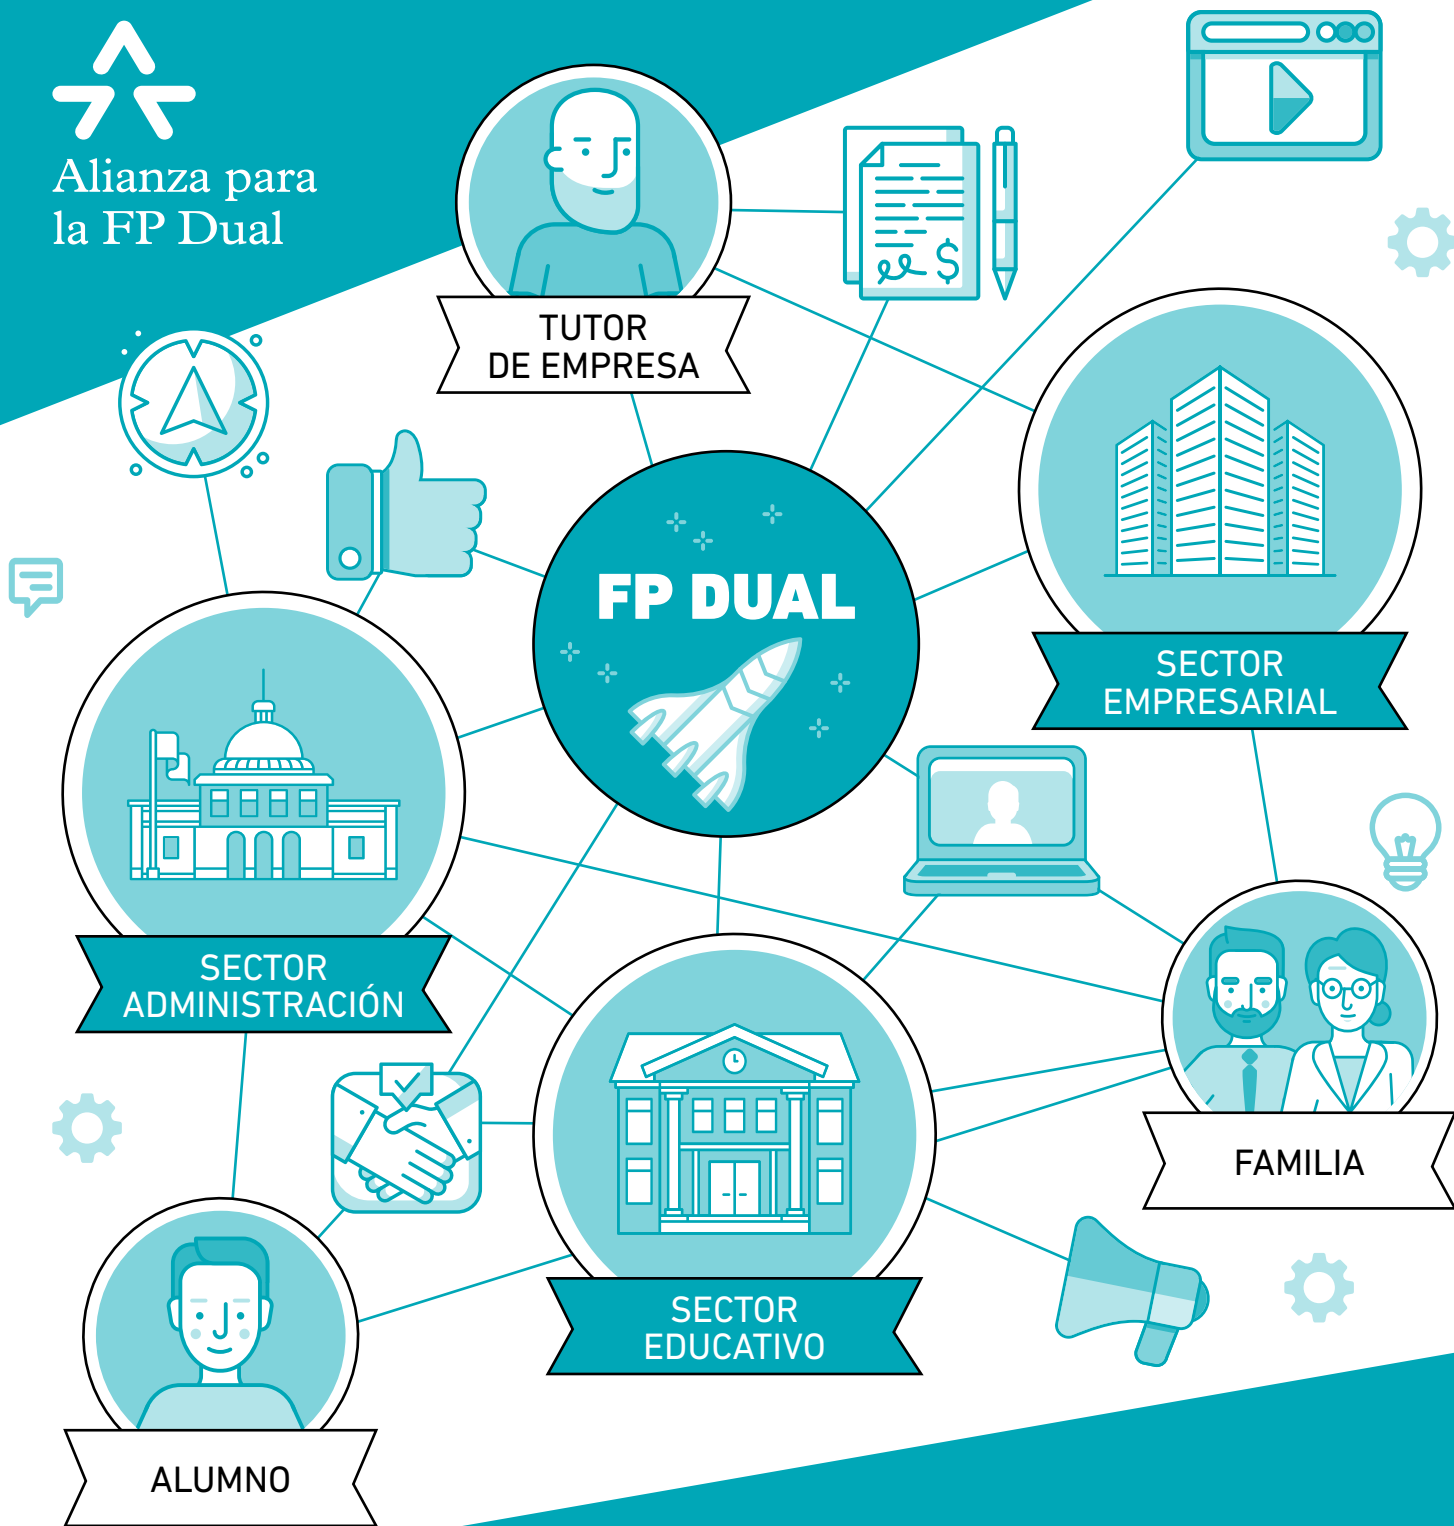 Alianza para
la FP Dual
TUTOR
DE EMPRESA
FP DUAL
SECTOR
EMPRESARIAL
SECTOR
ADMINISTRACIÓN
FAMILIA
SECTOR
EDUCATIVO
ALUMNO